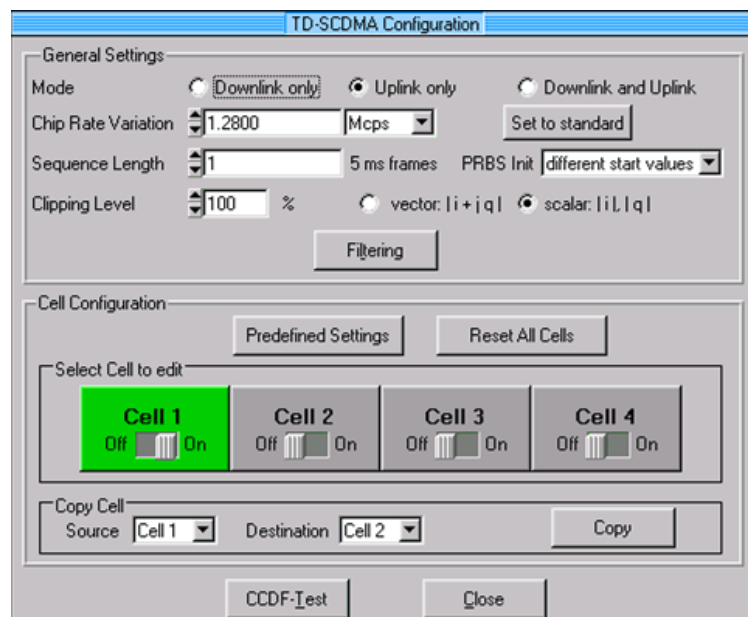 TD-SCDMA Configuration
General Settings
Mode Downlink only Uplink only Downlink and Uplink
Chip Rate Variation 1.2800 Mcps Set to standard
Sequence Length 1 5 ms frames PRBS Init different start values
Clipping Level 100 % vector: | i + j q | scalar: | i |, | q |
Filtering
Cell Configuration
Predefined Settings Reset All Cells
Select Cell to edit
Cell 1 Cell 2 Cell 3 Cell 4
Off On Off On Off On Off On
Copy Cell
Source Cell 1 Destination Cell 2 Copy
CCDF-Test Close